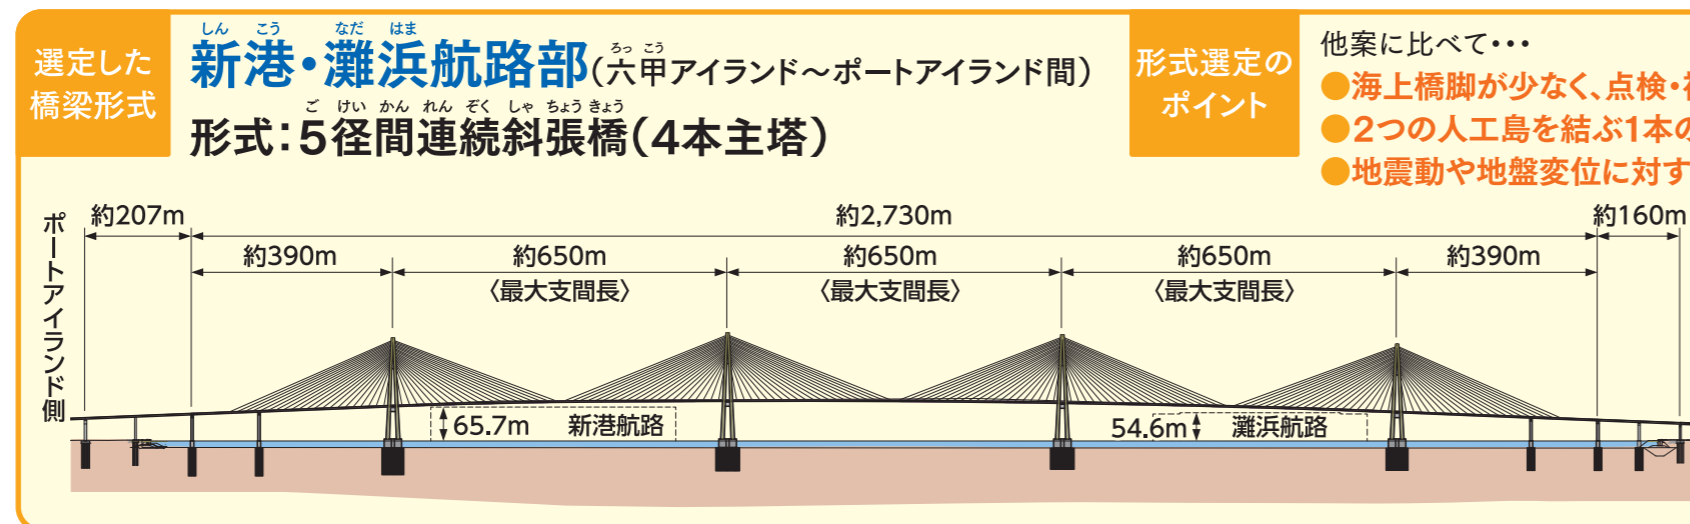 選定した
橋梁形式
しん こう なだ はま
新港・灘浜航路部(六甲アイランド〜ポートアイランド間)
ろっ こう
ご けい かん れん ぞく しゃ ちょう きょう
形式：5径間連続斜張橋(4本主塔)
形式選定の
ポイント
他案に比べて・・・
●海上橋脚が少なく、点検・
●2つの人工島を結ぶ1本の
●地震動や地盤変位に対す
ポートアイランド側
約207m
約2,730m
約160m
約390m
約650m
約650m
約650m
約390m
〈最大支間長〉
〈最大支間長〉
〈最大支間長〉
65.7m 新港航路
54.6m 灘浜航路